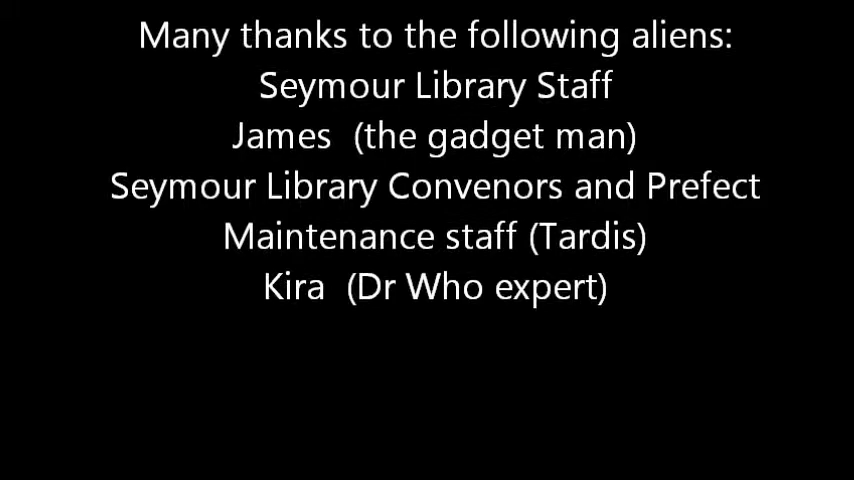 Many thanks to the following aliens:
Seymour Library Staff
James  (the gadget man)
Seymour Library Convenors and Prefect
Maintenance staff (Tardis)
Kira  (Dr Who expert)